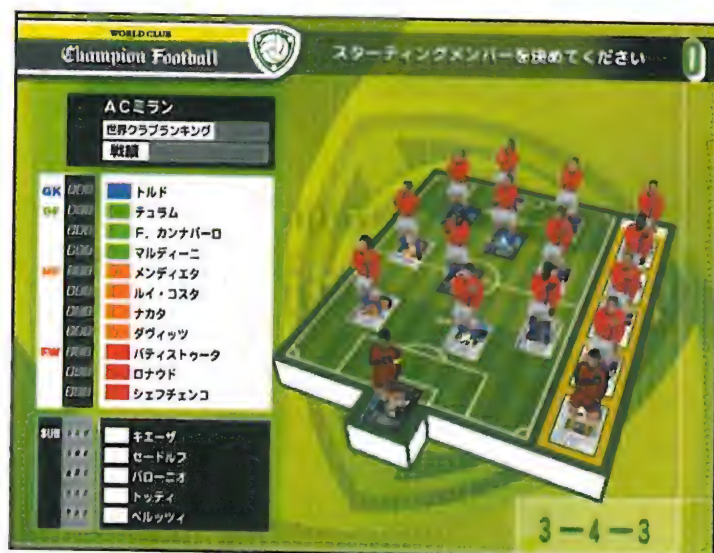 WORLD CLUB
Champion Football
スターティングメンバーを決めてください
ACミラン
世界クラブランキング
戦績
GK トルド
DF テュラム
F．カンナバーロ
マルディーニ
MF メンディエタ
ルイ・コスタ
ナカタ
ダヴィッツ
FW バティストゥータ
ロナウド
シェフチェンコ
SUB キエーザ
セードルフ
バローニオ
トッティ
ペルッツィ
3－4－3